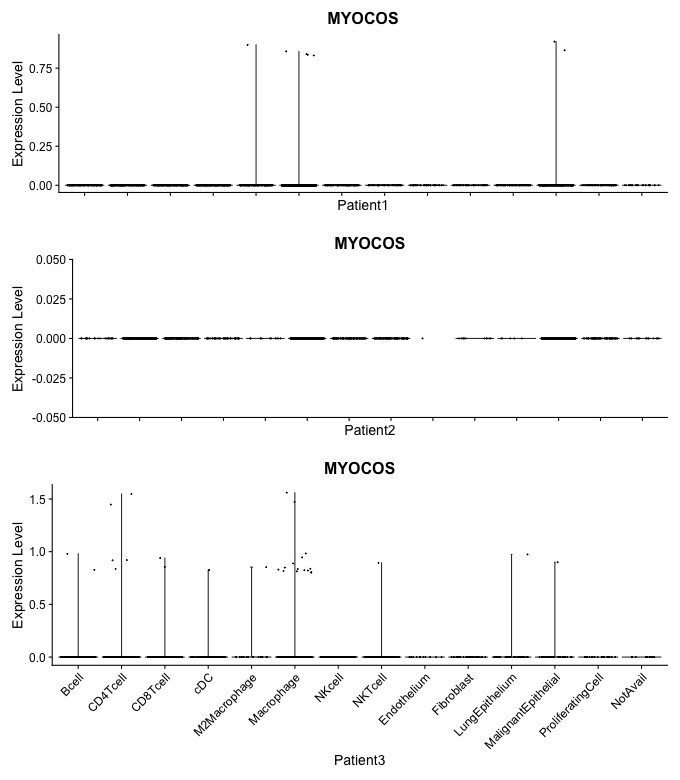 MYOCOS
Expression Level
0.75
0.50
0.25
0.00
Patient1
MYOCOS
Expression Level
0.050
0.025
0.000
-0.025
-0.050
Patient2
MYOCOS
Expression Level
1.5
1.0
0.5
0.0
Bcell
CD4Tcell
CD8Tcell
cDC
M2Macrophage
Macrophage
NKcell
NKTcell
Endothelium
Fibroblast
LungEpithelium
MalignantEpithelial
ProliferatingCell
NotAvail
Patient3